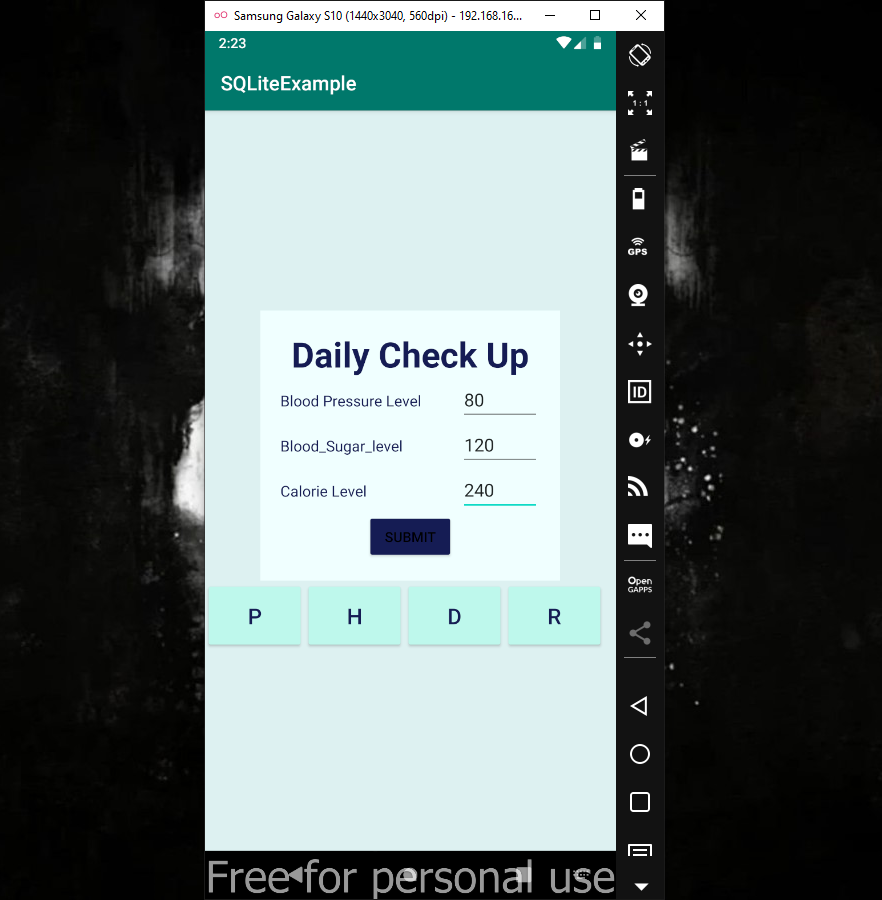 Samsung Galaxy S10 (1440x3040, 560dpi) - 192.168.16...
2:23
SQLiteExample
1:1
GPS
Daily Check Up
Blood Pressure Level 80
Blood_Sugar_level 120
Calorie Level 240
SUBMIT
ID
P H D R
Open
GAPPS
Free for personal use